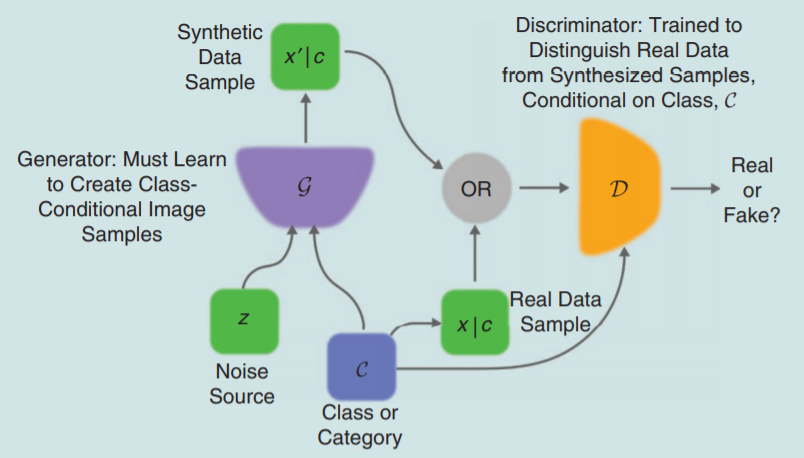 Synthetic
Data
Sample
x′|c
Discriminator: Trained to
Distinguish Real Data
from Synthesized Samples,
Conditional on Class, C
Generator: Must Learn
to Create Class-
Conditional Image
Samples
G
OR
D
Real
or
Fake?
z
Noise
Source
C
Class or
Category
x|c
Real Data
Sample